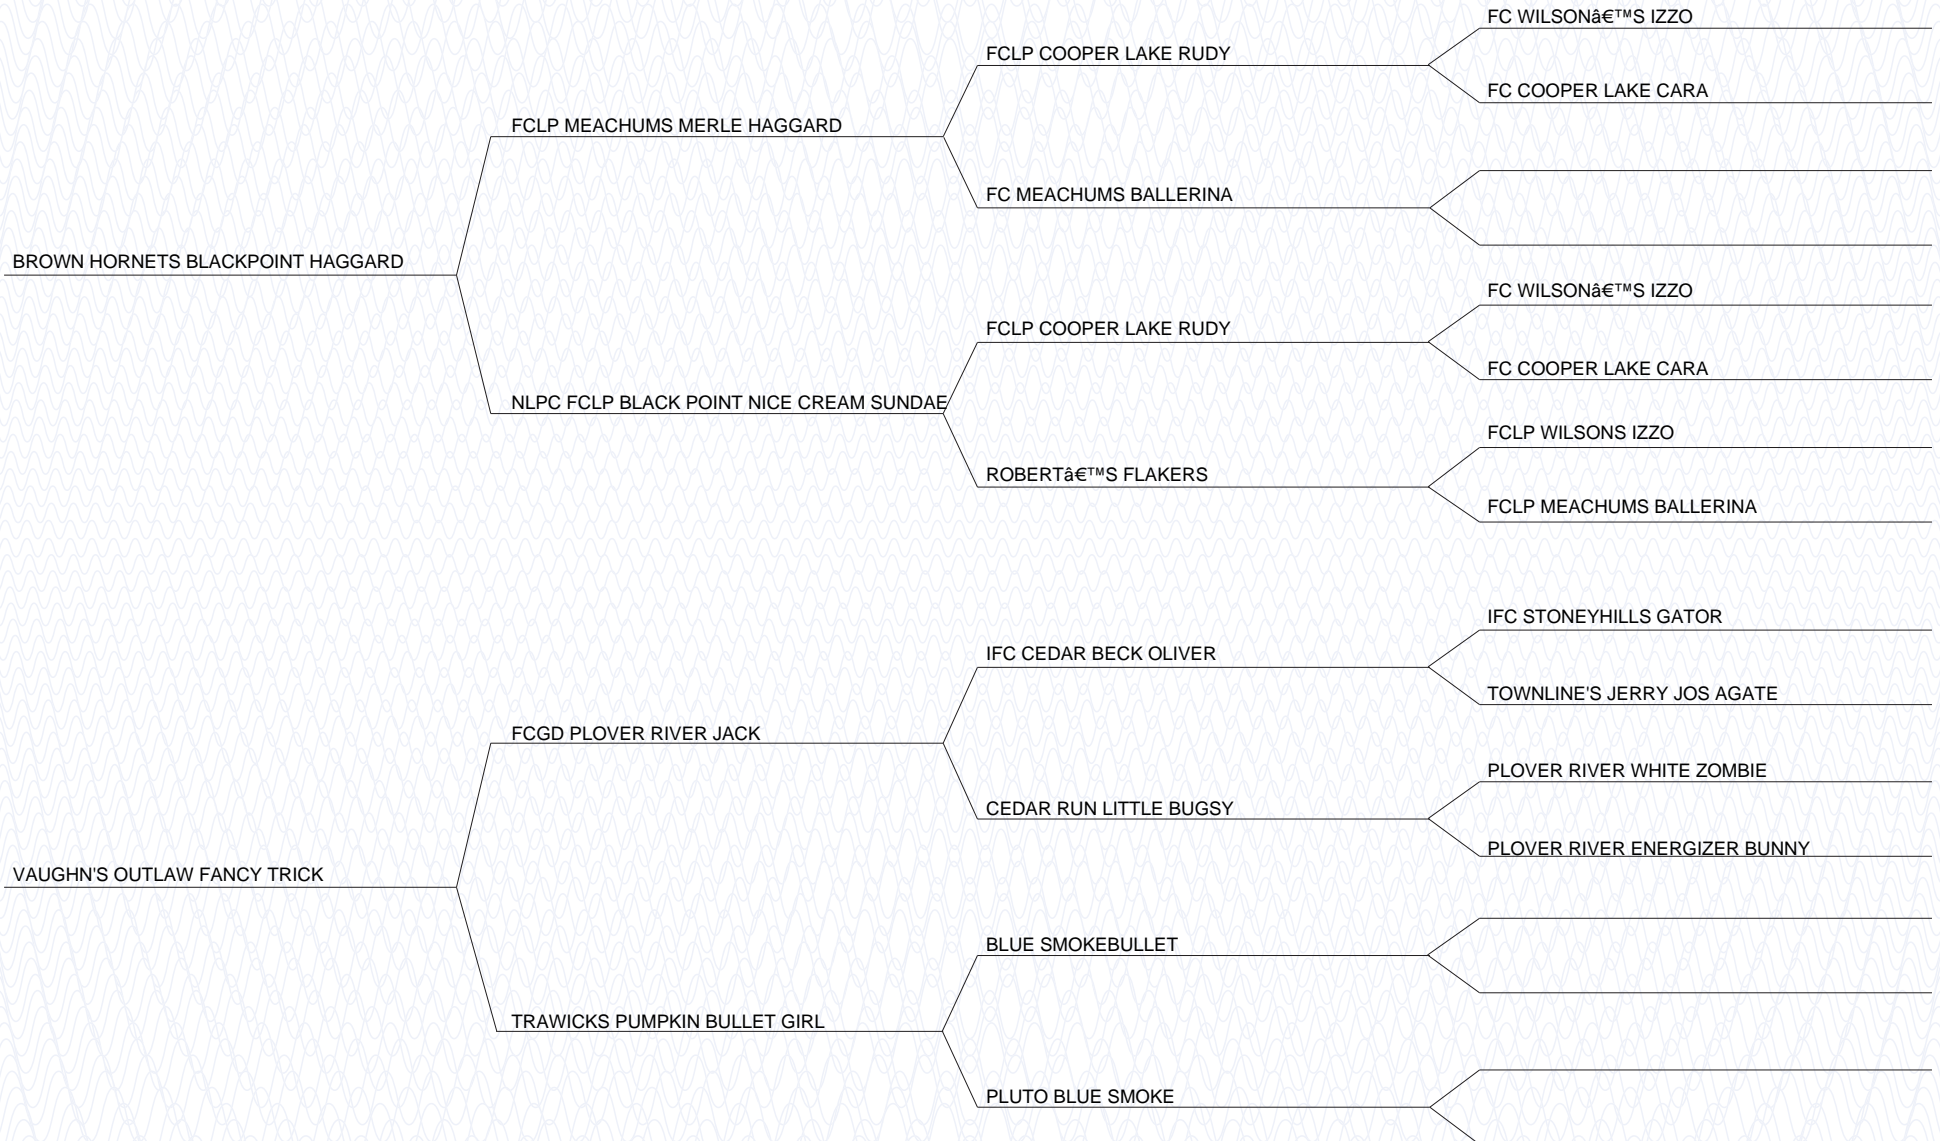 FC WILSONâ€™S IZZO
FCLP COOPER LAKE RUDY
FC COOPER LAKE CARA
FCLP MEACHUMS MERLE HAGGARD
FC MEACHUMS BALLERINA
BROWN HORNETS BLACKPOINT HAGGARD
FC WILSONâ€™S IZZO
FCLP COOPER LAKE RUDY
FC COOPER LAKE CARA
NLPC FCLP BLACK POINT NICE CREAM SUNDAE
FCLP WILSONS IZZO
ROBERTâ€™S FLAKERS
FCLP MEACHUMS BALLERINA
IFC STONEYHILLS GATOR
IFC CEDAR BECK OLIVER
TOWNLINE'S JERRY JOS AGATE
FCGD PLOVER RIVER JACK
PLOVER RIVER WHITE ZOMBIE
CEDAR RUN LITTLE BUGSY
PLOVER RIVER ENERGIZER BUNNY
VAUGHN'S OUTLAW FANCY TRICK
BLUE SMOKEBULLET
TRAWICKS PUMPKIN BULLET GIRL
PLUTO BLUE SMOKE